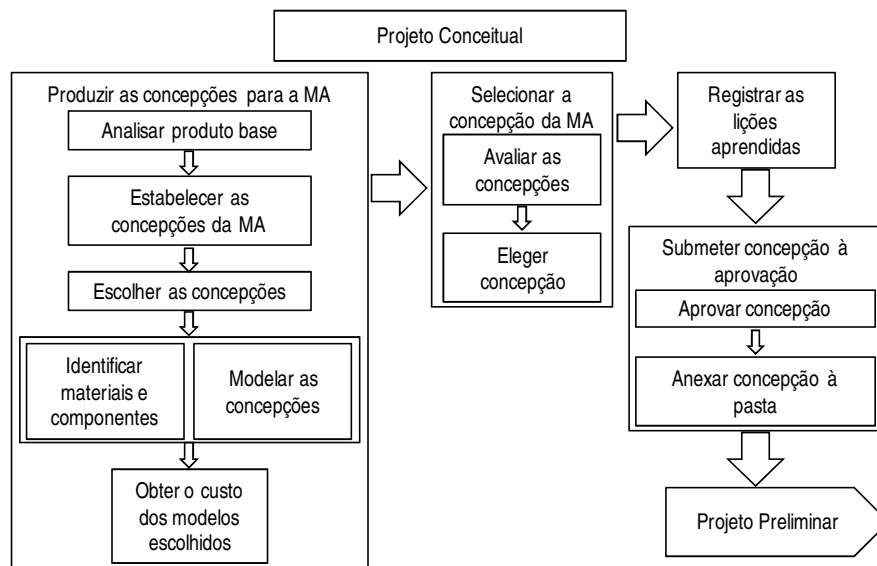 Projeto Conceitual
Produzir as concepções para a MA
Analisar produto base
Estabelecer as
concepções da MA
Escolher as concepções
Identificar
materiais e
componentes
Modelar as
concepções
Obter o custo
dos modelos
escolhidos
Selecionar a
concepção da MA
Avaliar as
concepções
Eleger
concepção
Registrar as
lições
aprendidas
Submeter concepção à
aprovação
Aprovar concepção
Anexar concepção à
pasta
Projeto Preliminar